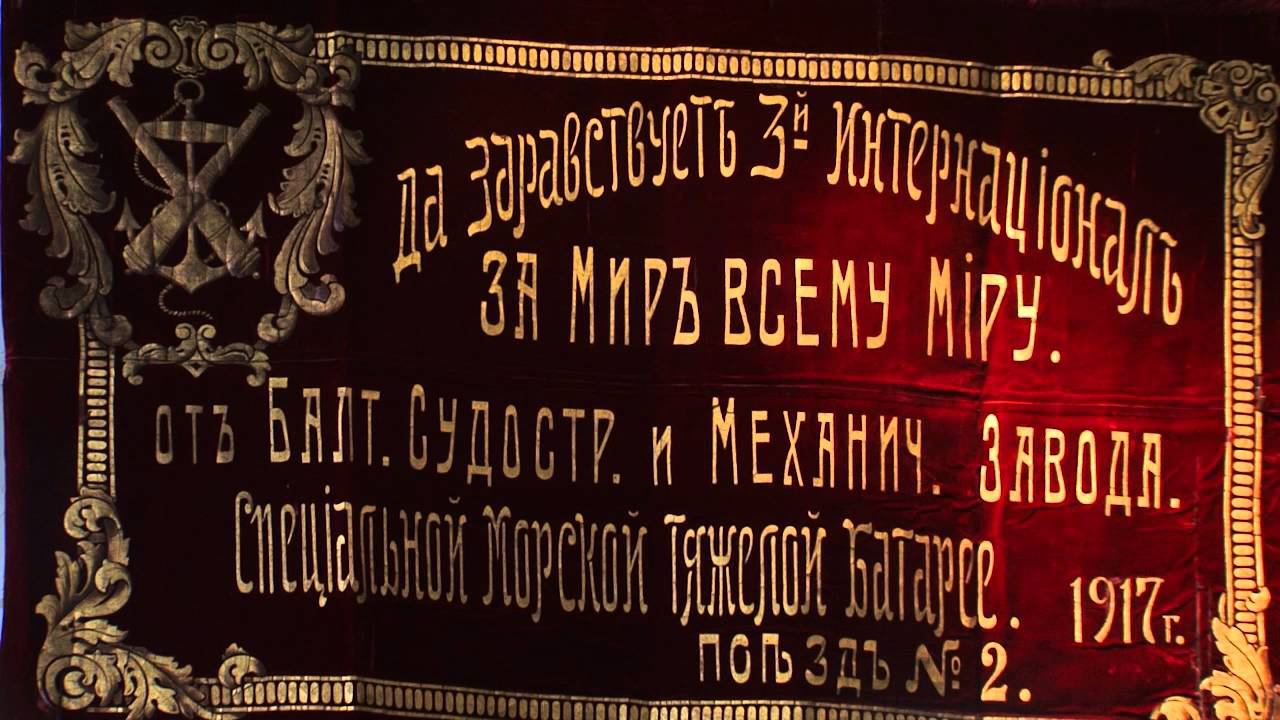 Да Здравствуетъ 3й Интернаціоналъ
За Миръ всему Міру.
отъ Балт. Судостр. и Механич. Завода.
Спеціальной Морской Тяжелой Батарее. 1917 г.
поѣздъ № 2.